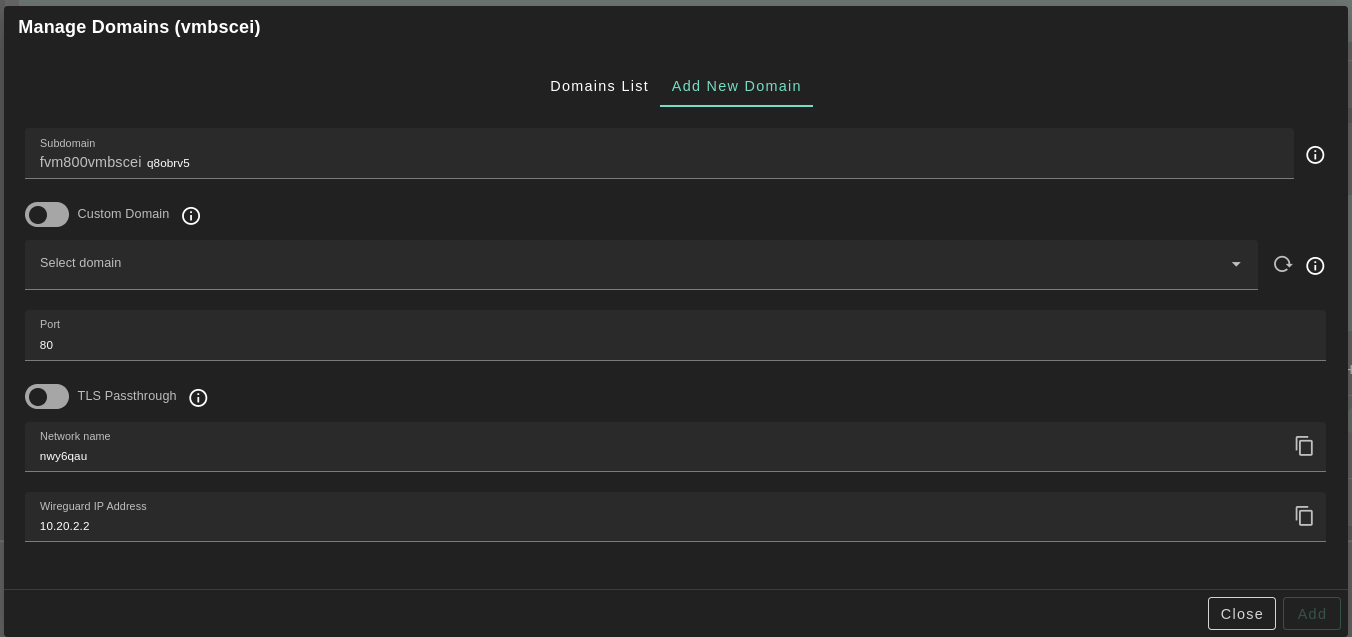 Manage Domains (vmbscei)
Domains List Add New Domain
Subdomain
fvm800vmbscei q8obrv5
Custom Domain
Select domain
Port
80
TLS Passthrough
Network name
nwy6qau
Wireguard IP Address
10.20.2.2
Close Add